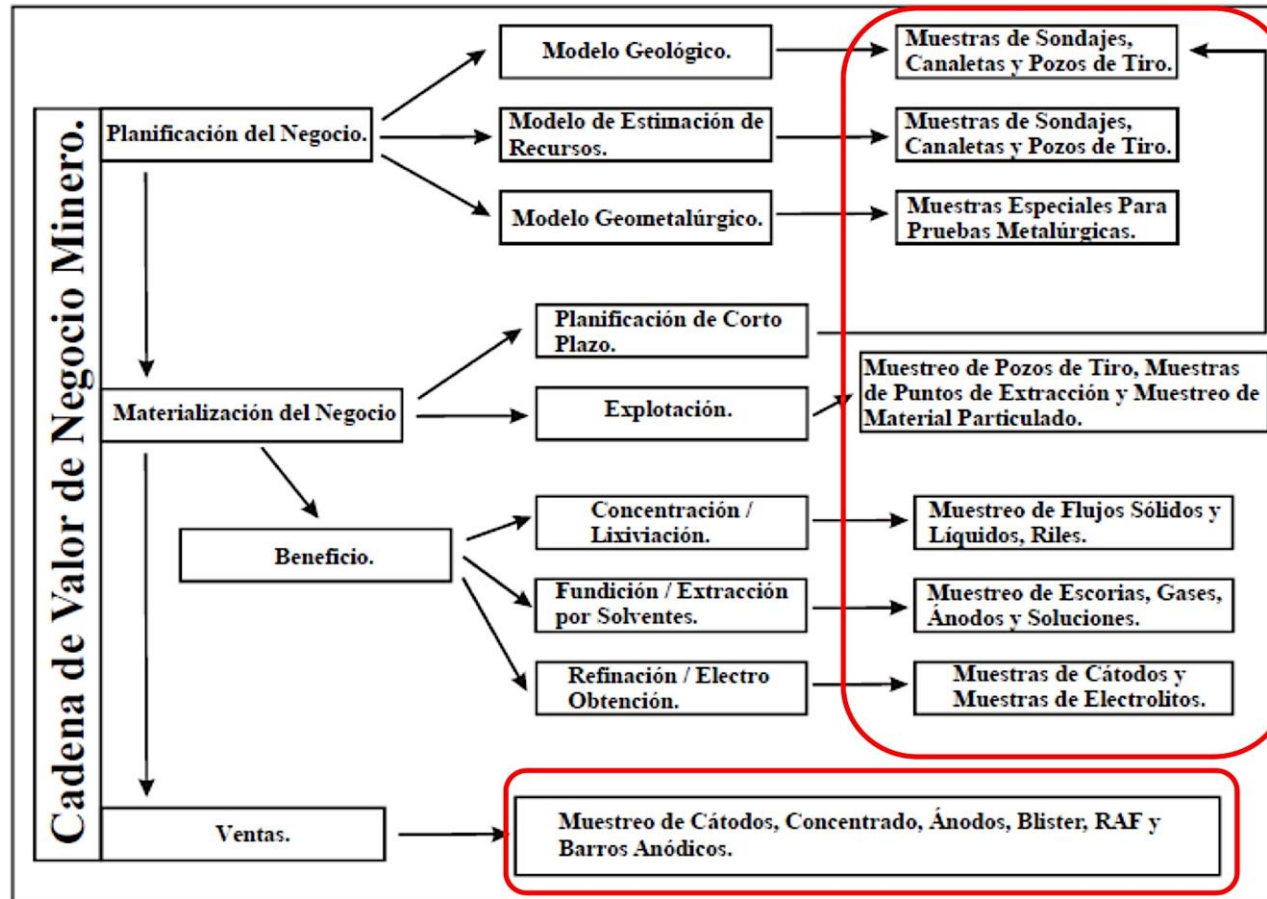 Cadena de Valor de Negocio Minero.
Planificación del Negocio.
Modelo Geológico.
Muestras de Sondajes,
Canaletas y Pozos de Tiro.
Modelo de Estimación de
Recursos.
Muestras de Sondajes,
Canaletas y Pozos de Tiro.
Modelo Geometalúrgico.
Muestras Especiales Para
Pruebas Metalúrgicas.
Materialización del Negocio
Planificación de Corto
Plazo.
Explotación.
Muestreo de Pozos de Tiro, Muestras
de Puntos de Extracción y Muestreo de
Material Particulado.
Beneficio.
Concentración /
Lixiviación.
Muestreo de Flujos Sólidos y
Líquidos, Riles.
Fundición / Extracción
por Solventes.
Muestreo de Escorias, Gases,
Ánodos y Soluciones.
Refinación / Electro
Obtención.
Muestras de Cátodos y
Muestras de Electrolitos.
Ventas.
Muestreo de Cátodos, Concentrado, Ánodos, Blister, RAF y
Barros Anódicos.